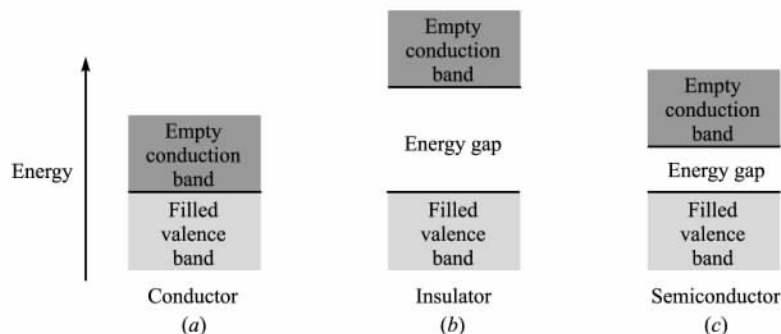 Energy
Empty
conduction
band
Filled
valence
band
Conductor
(a)
Empty
conduction
band
Energy gap
Filled
valence
band
Insulator
(b)
Empty
conduction
band
Energy gap
Filled
valence
band
Semiconductor
(c)